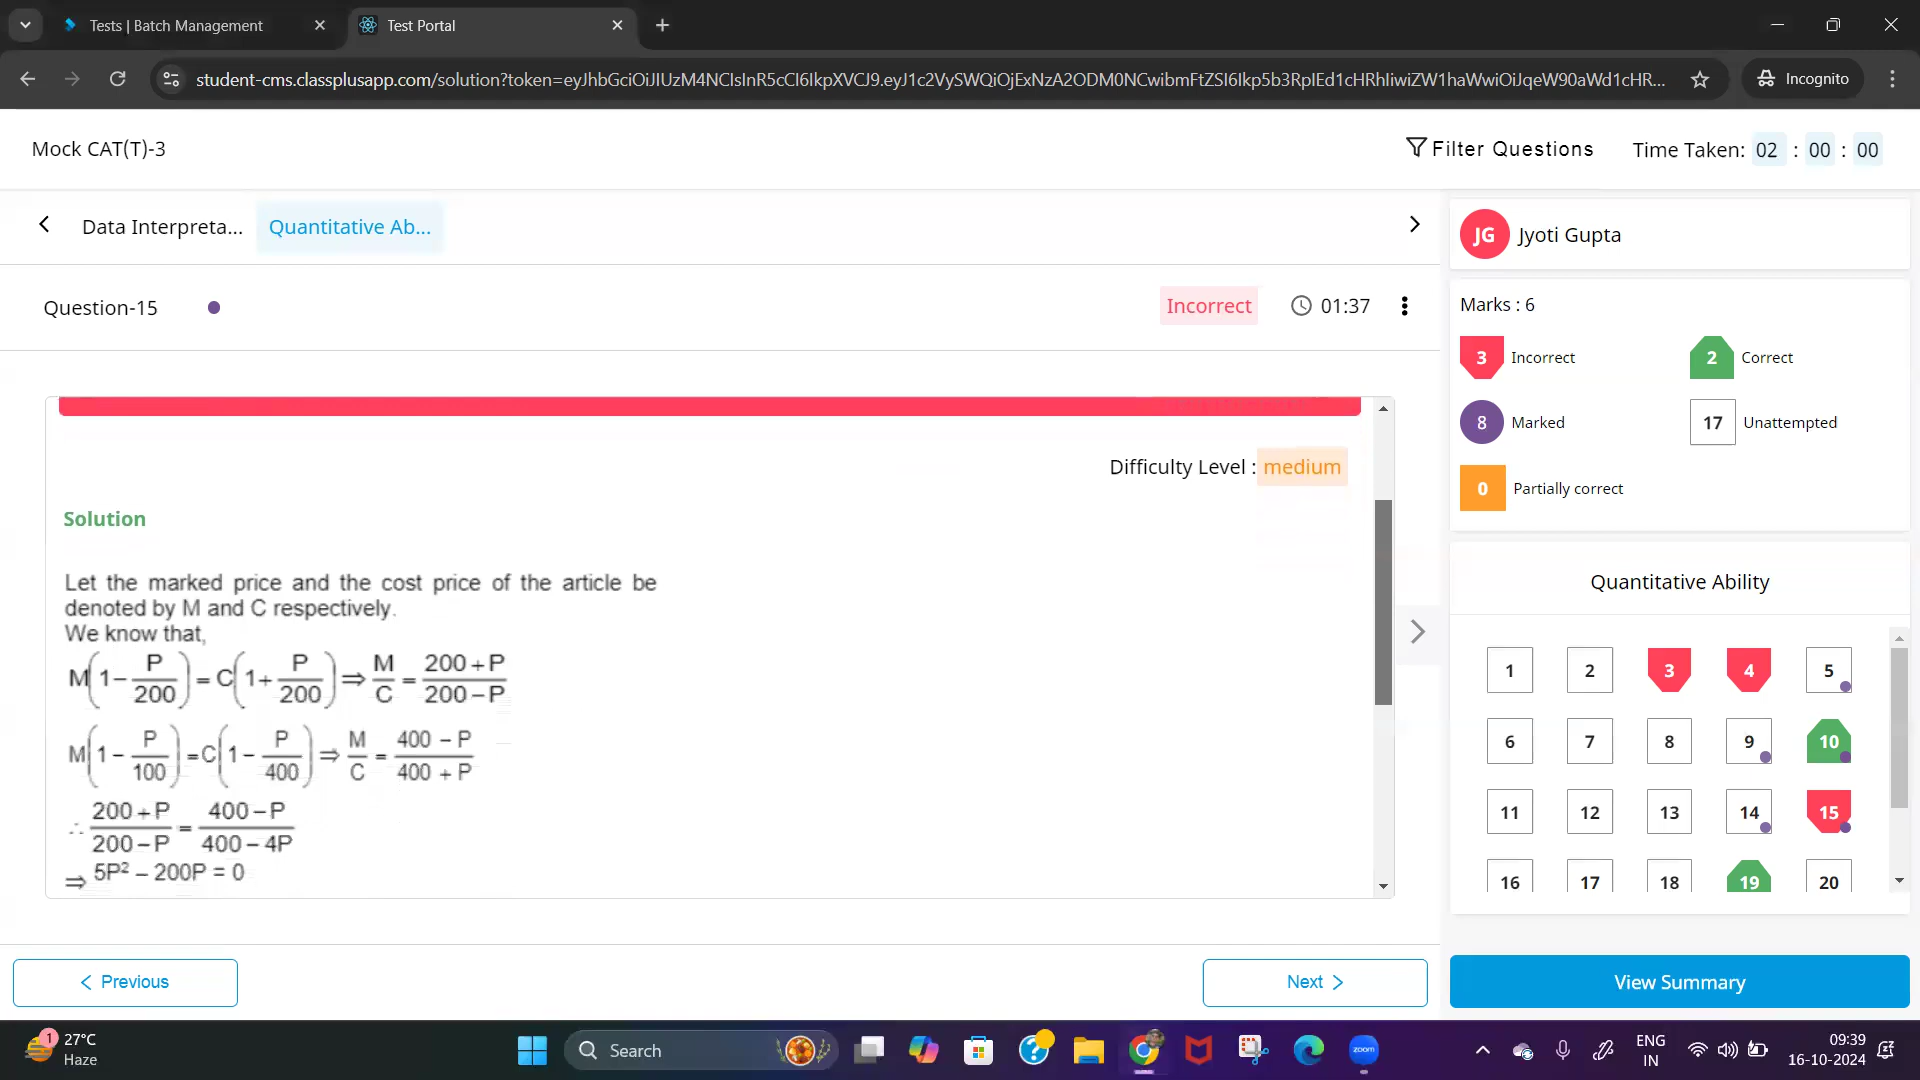 Tests | Batch Management
Test Portal
student-cms.classplusapp.com/solution?token=eyJhbGciOiJIUzM4NCIsInR5cCI6IkpXVCJ9.eyJ1c2VySWQiOjExNzA2ODM0NCwibmFtZSI6Ikp5b3RpIEd1cHRhIiwiZW1haWwiOiJqeW90aWd1cHR...
Incognito
Mock CAT(T)-3
Filter Questions
Time Taken: 02 : 00 : 00
Data Interpreta...
Quantitative Ab...
Question-15
Incorrect
01:37
Difficulty Level : medium
Solution
Let the marked price and the cost price of the article be
denoted by M and C respectively.
We know that,
M(1 − P/200) = C(1 + P/200) ⇒ M/C = 200 + P/200 − P
M(1 − P/100) = C(1 − P/400) ⇒ M/C = 400 − P/400 + P
∴ 200 + P/200 − P = 400 − P/400 − 4P
⇒ 5P² − 200P = 0
Previous
Next
JG Jyoti Gupta
Marks : 6
3 Incorrect
2 Correct
8 Marked
17 Unattempted
0 Partially correct
Quantitative Ability
1 2 3 4 5
6 7 8 9 10
11 12 13 14 15
16 17 18 19 20
View Summary
1
27°C
Haze
Search
zoom
ENG
IN
09:39
16-10-2024